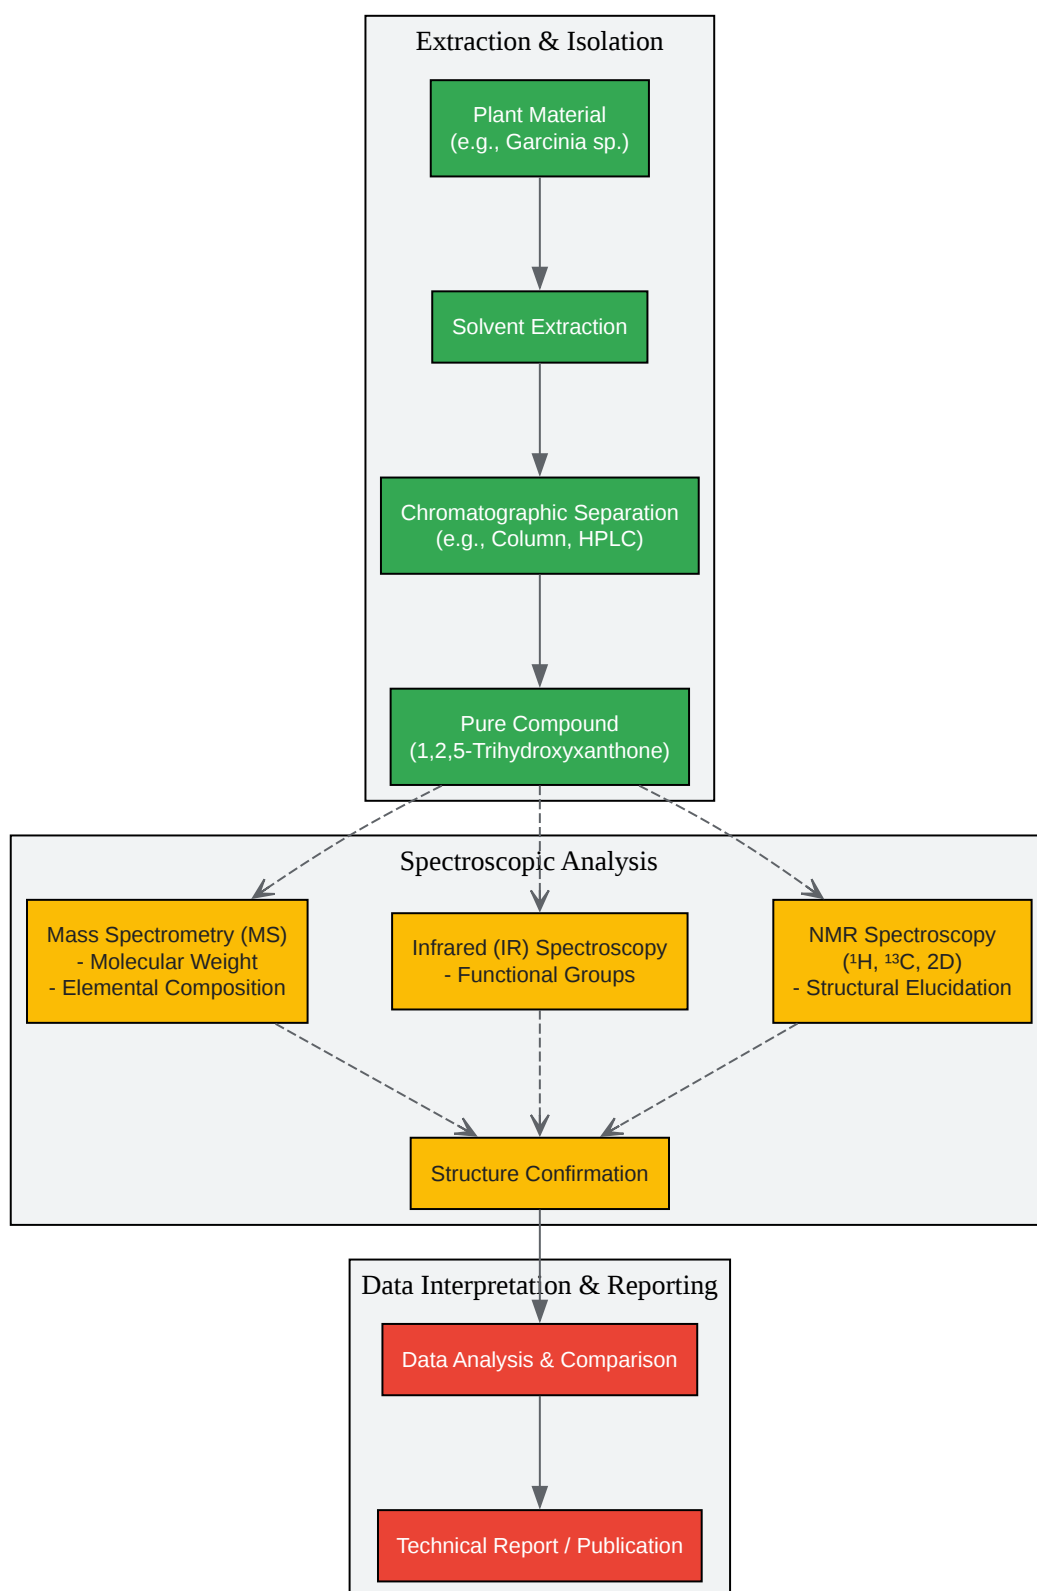 Extraction & Isolation
Plant Material
(e.g., Garcinia sp.)
Solvent Extraction
Chromatographic Separation
(e.g., Column, HPLC)
Pure Compound
(1,2,5-Trihydroxyxanthone)
Spectroscopic Analysis
Mass Spectrometry (MS)
- Molecular Weight
- Elemental Composition
Infrared (IR) Spectroscopy
- Functional Groups
NMR Spectroscopy
(¹H, ¹³C, 2D)
- Structural Elucidation
Structure Confirmation
Data Interpretation & Reporting
Data Analysis & Comparison
Technical Report / Publication